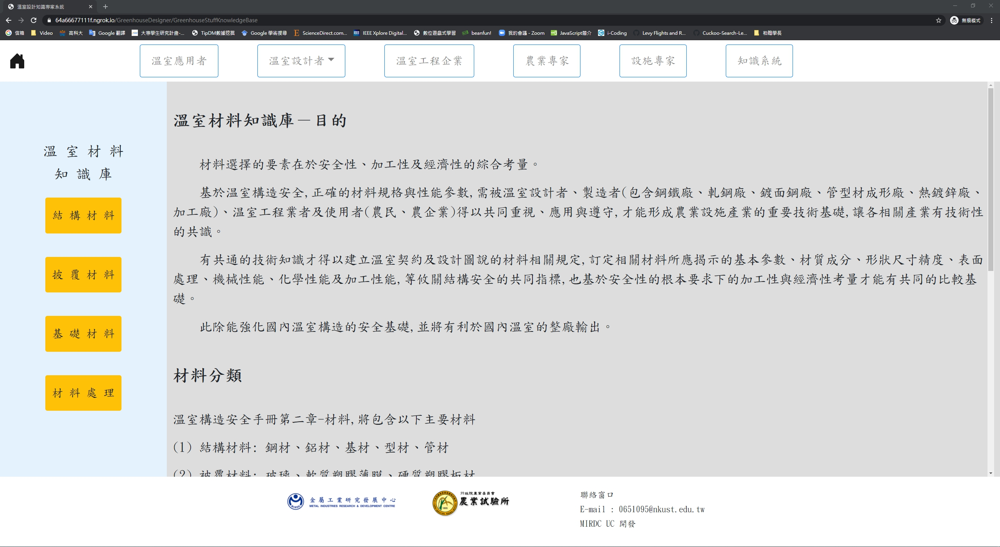 溫室設計知識專家系統
64a66677111f.ngrok.io/GreenhouseDesigner/GreenhouseStuffKnowledgeBase
無痕模式
信箱 Video 高科大 Google 翻譯 大專學生研究計畫-... TipDM數據挖掘 Google 學術搜尋 ScienceDirect.com... IEEE Xplore Digital... 數位遊戲式學習 beanfun! 我的會議 - Zoom JavaScript簡介 i-Coding Levy Flights and R... Cuckoo-Search-Le... 柏翰學長
溫室應用者 溫室設計者 溫室工程企業 農業專家 設施專家 知識系統
溫室材料
知識庫
結構材料
披覆材料
基礎材料
材料處理
溫室材料知識庫－目的
材料選擇的要素在於安全性、加工性及經濟性的綜合考量。
基於溫室構造安全,正確的材料規格與性能參數,需被溫室設計者、製造者(包含鋼鐵廠、軋鋼廠、鍍面鋼廠、管型材成形廠、熱鍍鋅廠、
加工廠)、溫室工程業者及使用者(農民、農企業)得以共同重視、應用與遵守,才能形成農業設施產業的重要技術基礎,讓各相關產業有技術性
的共識。
有共通的技術知識才得以建立溫室契約及設計圖說的材料相關規定,訂定相關材料所應揭示的基本參數、材質成分、形狀尺寸精度、表面
處理、機械性能、化學性能及加工性能,等攸關結構安全的共同指標,也基於安全性的根本要求下的加工性與經濟性考量才能有共同的比較基
礎。
此除能強化國內溫室構造的安全基礎,並將有利於國內溫室的整廠輸出。
材料分類
溫室構造安全手冊第二章-材料,將包含以下主要材料
(1) 結構材料: 鋼材、鋁材、基材、型材、管材
(2) 被覆材料: 玻璃、軟質塑膠薄膜、硬質塑膠板材
MIRDC 金屬工業研究發展中心
METAL INDUSTRIES RESEARCH & DEVELOPMENT CENTRE
行政院農業委員會
農業試驗所
1895
聯絡窗口
E-mail : 0651095@nkust.edu.tw
MIRDC UC 開發